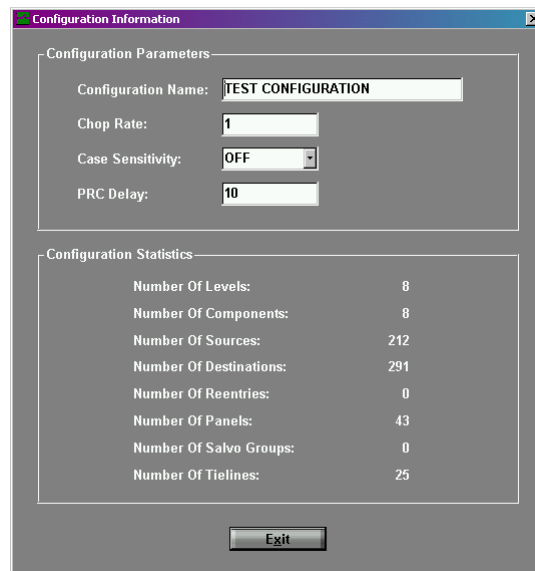 Configuration Information
Configuration Parameters
Configuration Name: TEST CONFIGURATION
Chop Rate: 1
Case Sensitivity: OFF
PRC Delay: 10
Configuration Statistics
Number Of Levels: 8
Number Of Components: 8
Number Of Sources: 212
Number Of Destinations: 291
Number Of Reentries: 0
Number Of Panels: 43
Number Of Salvo Groups: 0
Number Of Tielines: 25
Exit